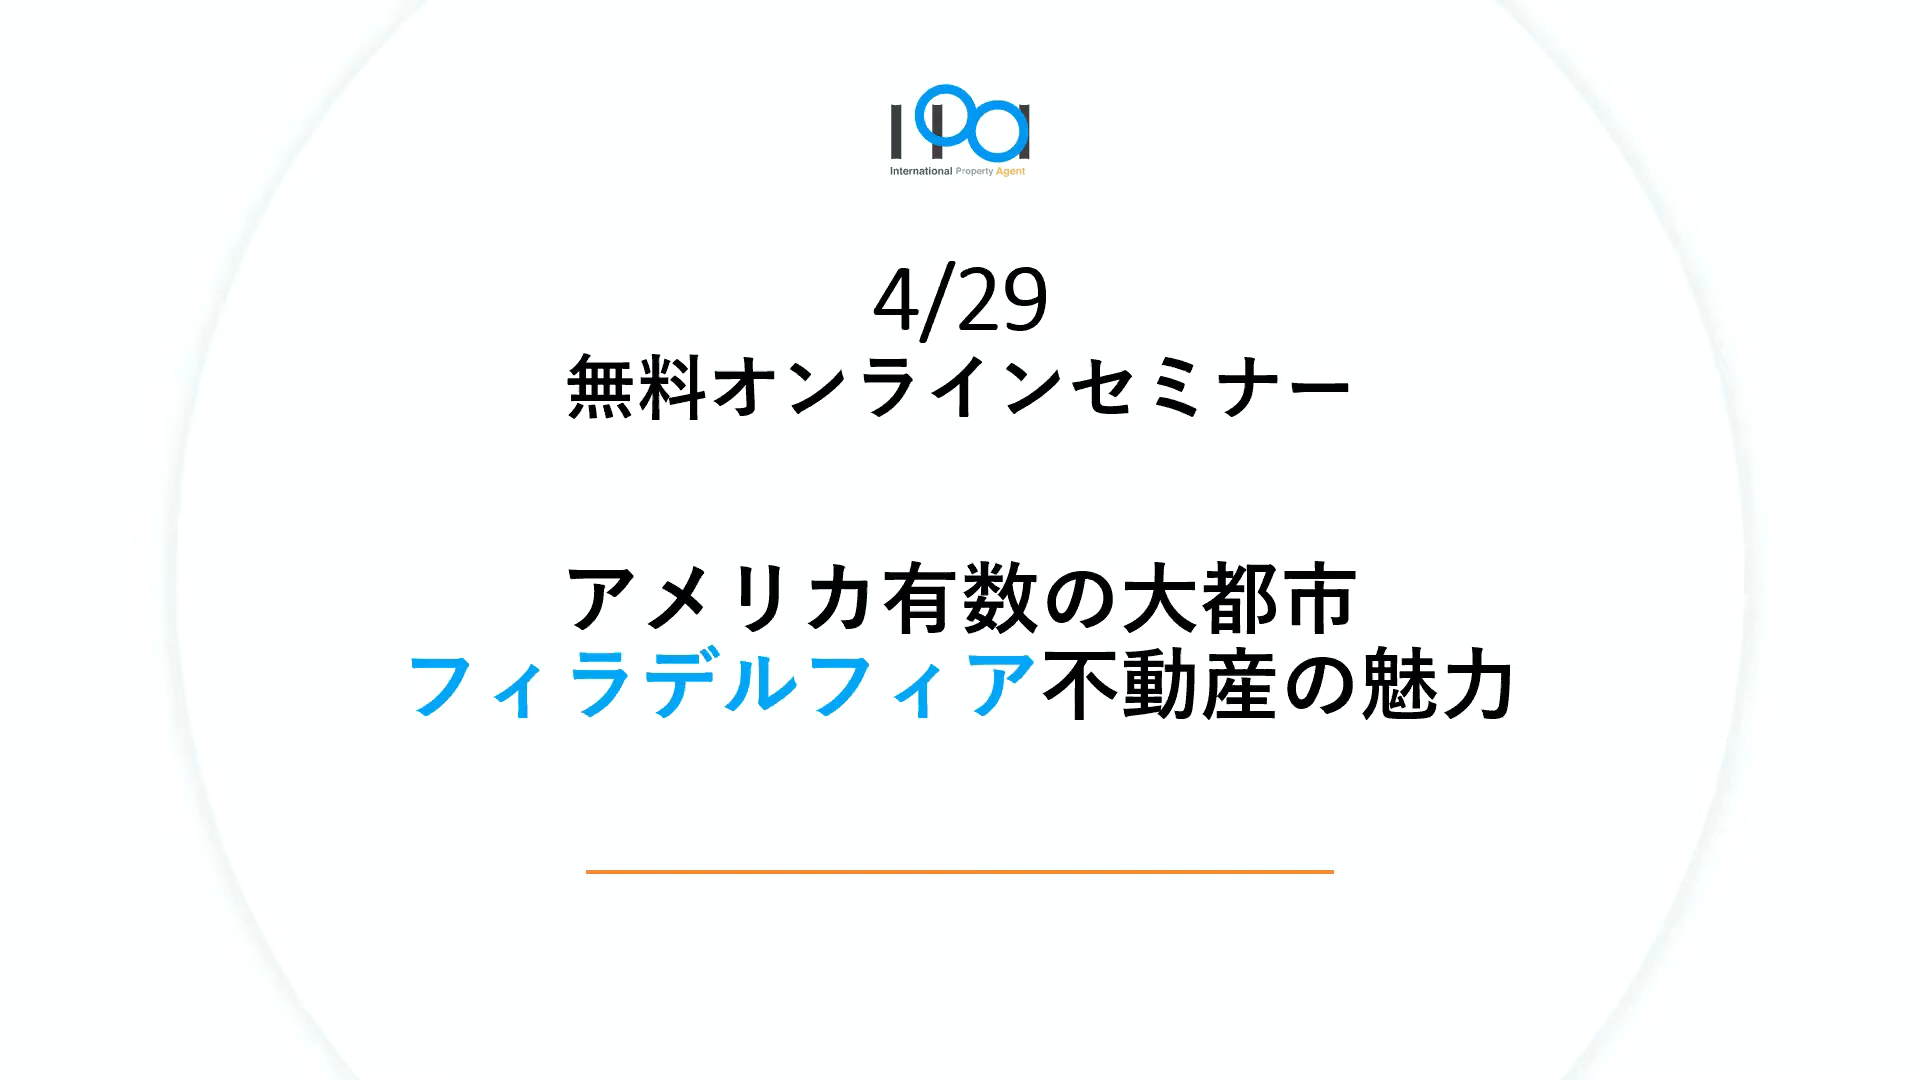 IPa
International Property Agent
4/29
無料オンラインセミナー
アメリカ有数の大都市
フィラデルフィア不動産の魅力